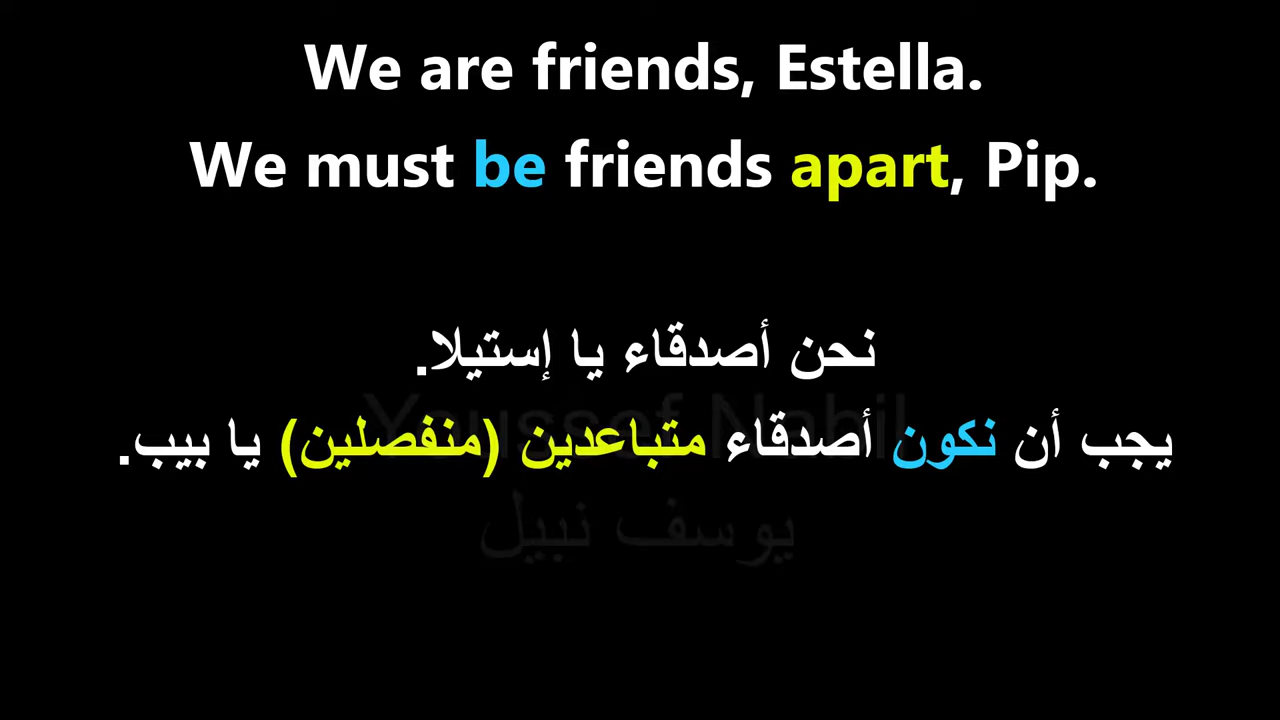 We are friends, Estella.
We must be friends apart, Pip.
نحن أصدقاء يا إستيلا.
يجب أن نكون أصدقاء متباعدين (منفصلين) يا بيب.
Youssef Nabil
يوسف نبيل